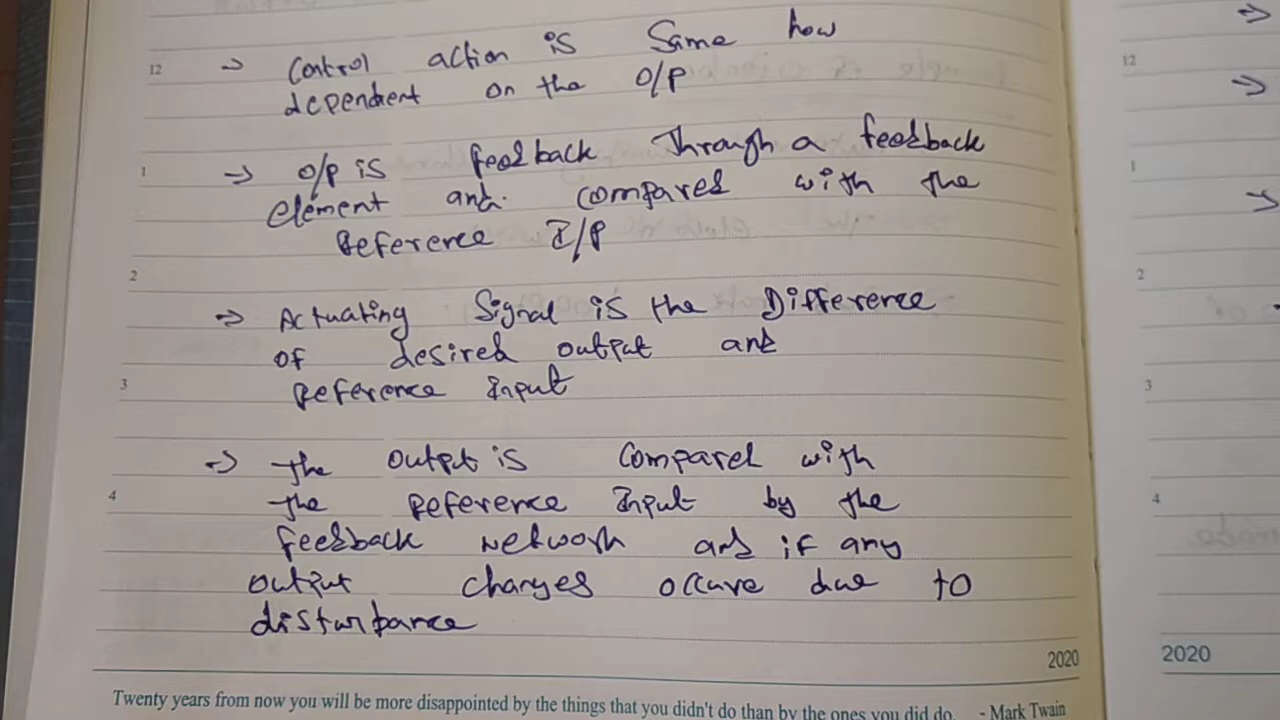 12
→ Control action is Same how
dependent on the O/P
1
→ O/P is feedback Through a feedback
element and compared with the
Reference I/P
2
→ Actuating Signal is the Difference
of desired output and
3
Reference Input
→ The output is Compared with
4
the Reference Input by the
feedback network and if any
output changes occure due to
disturbance
2020
Twenty years from now you will be more disappointed by the things that you didn't do than by the ones you did do. - Mark Twain
→
12
→
1
→
2
3
4
2020